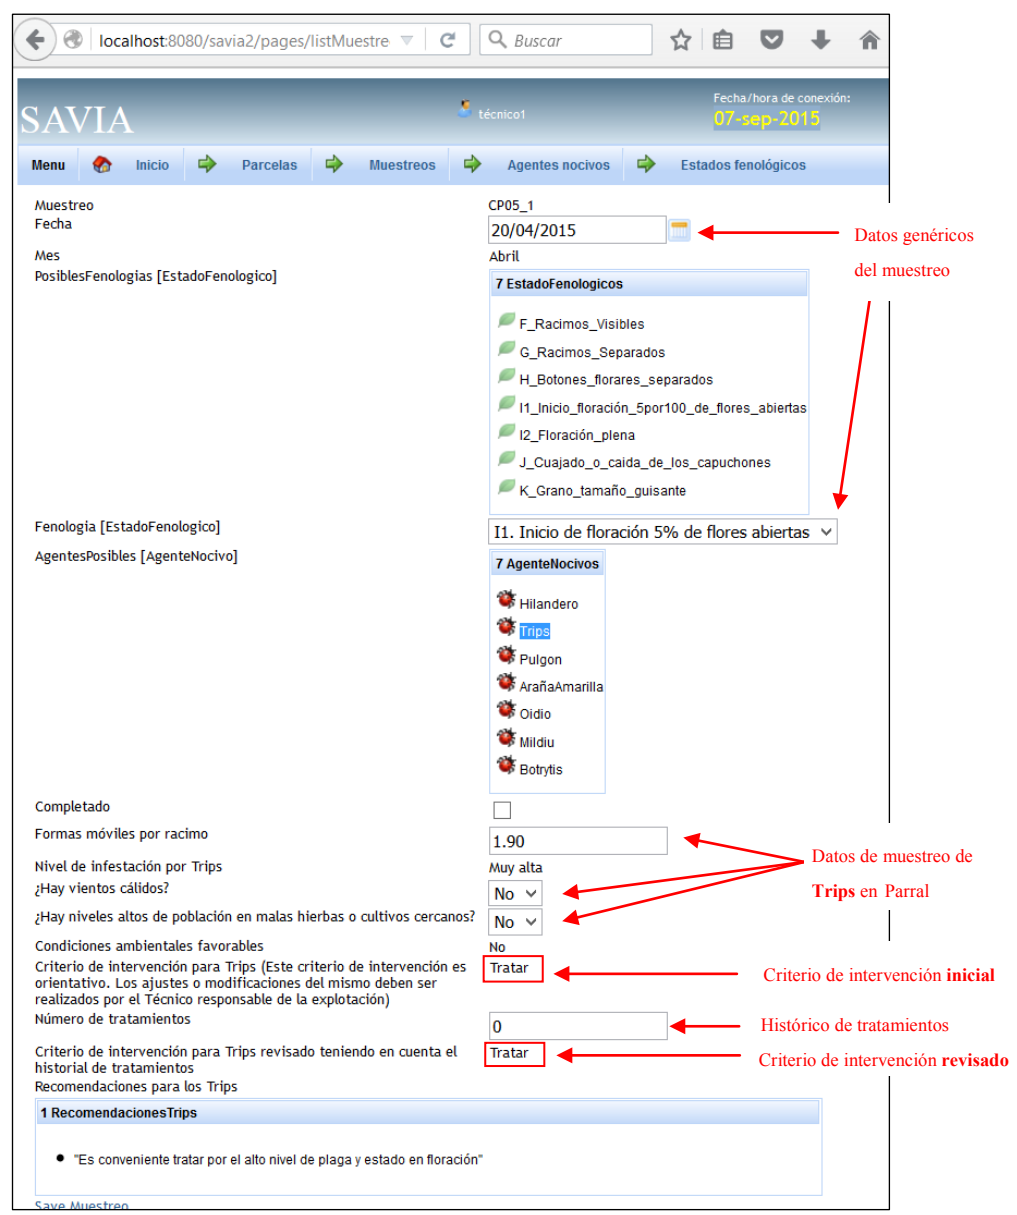 localhost:8080/savia2/pages/listMuestre
Buscar
SAVIA
técnico1
Fecha/hora de conexión:
07-sep-2015
Menu Inicio Parcelas Muestreos Agentes nocivos Estados fenológicos
Muestreo CP05_1
Fecha 20/04/2015
Datos genéricos
del muestreo
Mes Abril
PosiblesFenologias [EstadoFenologico]
7 EstadoFenologicos
F_Racimos_Visibles
G_Racimos_Separados
H_Botones_florares_separados
I1_Inicio_floración_5por100_de_flores_abiertas
I2_Floración_plena
J_Cuajado_o_caida_de_los_capuchones
K_Grano_tamaño_guisante
Fenologia [EstadoFenologico] I1. Inicio de floración 5% de flores abiertas
AgentesPosibles [AgenteNocivo]
7 AgenteNocivos
Hilandero
Trips
Pulgon
ArañaAmarilla
Oidio
Mildiu
Botrytis
Completado
Formas móviles por racimo 1.90
Datos de muestreo de
Trips en Parral
Nivel de infestación por Trips Muy alta
¿Hay vientos cálidos? No
¿Hay niveles altos de población en malas hierbas o cultivos cercanos? No
Condiciones ambientales favorables No
Criterio de intervención para Trips (Este criterio de intervención es Tratar
orientativo. Los ajustes o modificaciones del mismo deben ser
realizados por el Técnico responsable de la explotación)
Criterio de intervención inicial
Número de tratamientos 0
Histórico de tratamientos
Criterio de intervención para Trips revisado teniendo en cuenta el Tratar
historial de tratamientos
Criterio de intervención revisado
Recomendaciones para los Trips
1 RecomendacionesTrips
"Es conveniente tratar por el alto nivel de plaga y estado en floración"
Save Muestreo